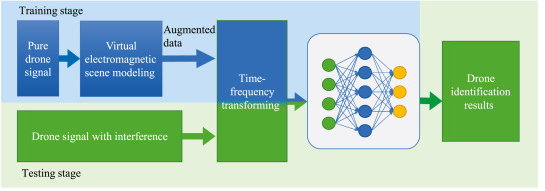 Training stage
Pure
drone
signal
Virtual
electromagnetic
scene modeling
Augmented
data
Time-
frequency
transforming
Drone
identification
results
Drone signal with interference
Testing stage